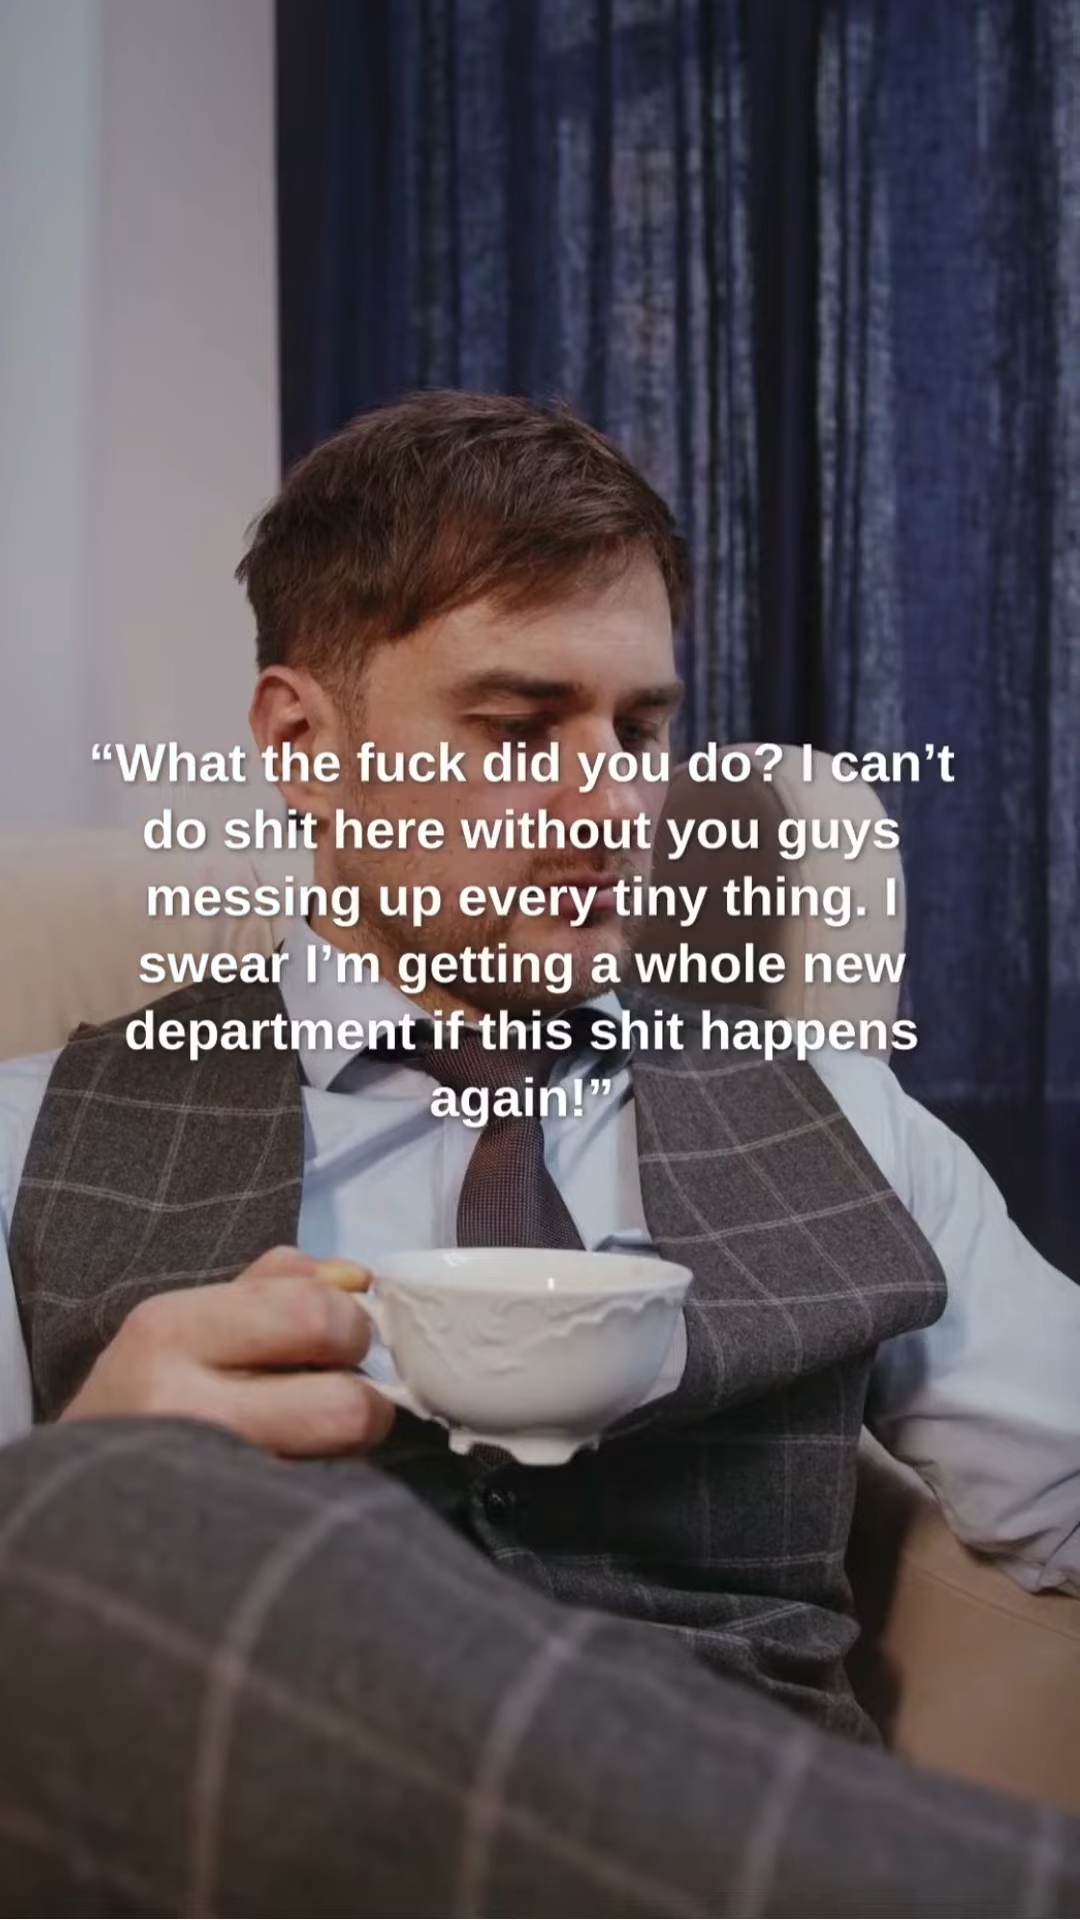 “What the fuck did you do? I can’t
do shit here without you guys
messing up every tiny thing. I
swear I’m getting a whole new
department if this shit happens
again!”